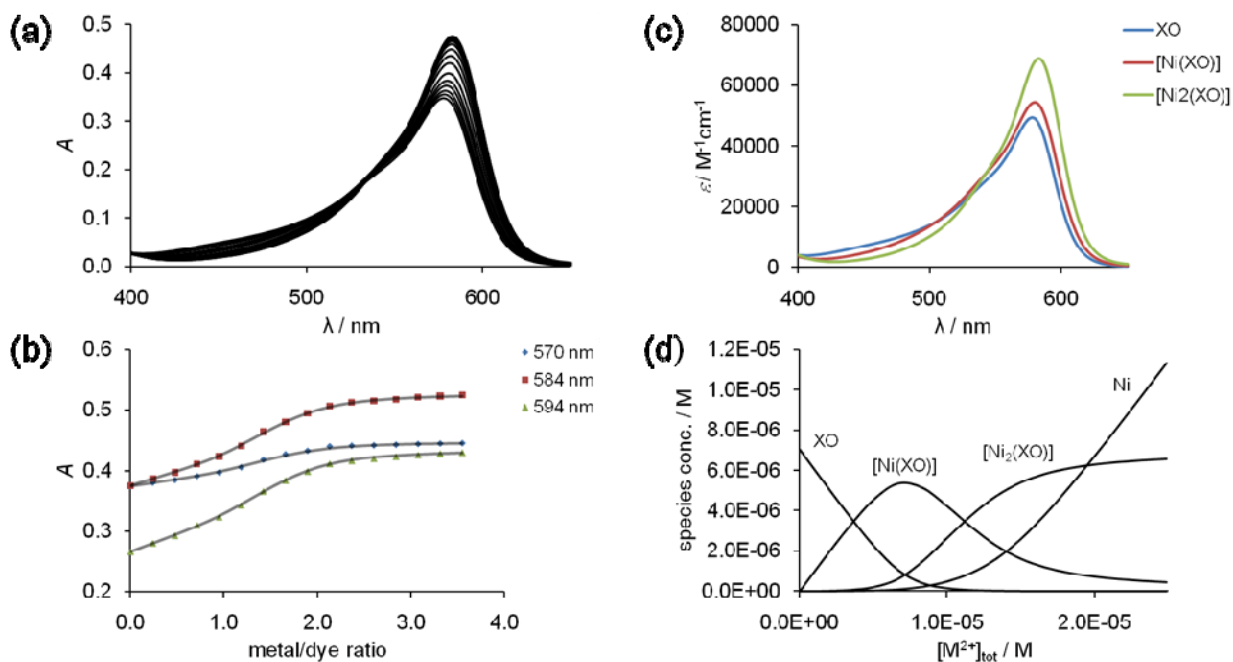 (a)
0.5
0.4
0.3
0.2
0.1
0.0
A
400
500
600
λ / nm
(c)
80000
60000
40000
20000
0
ε/ M-1cm-1
400
500
600
λ / nm
XO
[Ni(XO)]
[Ni2(XO)]
(b)
0.6
0.5
0.4
0.3
0.2
A
0.0
1.0
2.0
3.0
4.0
metal/dye ratio
570 nm
584 nm
594 nm
(d)
1.2E-05
1.0E-05
8.0E-06
6.0E-06
4.0E-06
2.0E-06
0.0E+00
species conc. / M
XO
[Ni(XO)]
[Ni2(XO)]
Ni
0.0E+00
1.0E-05
2.0E-05
[M2+]tot / M